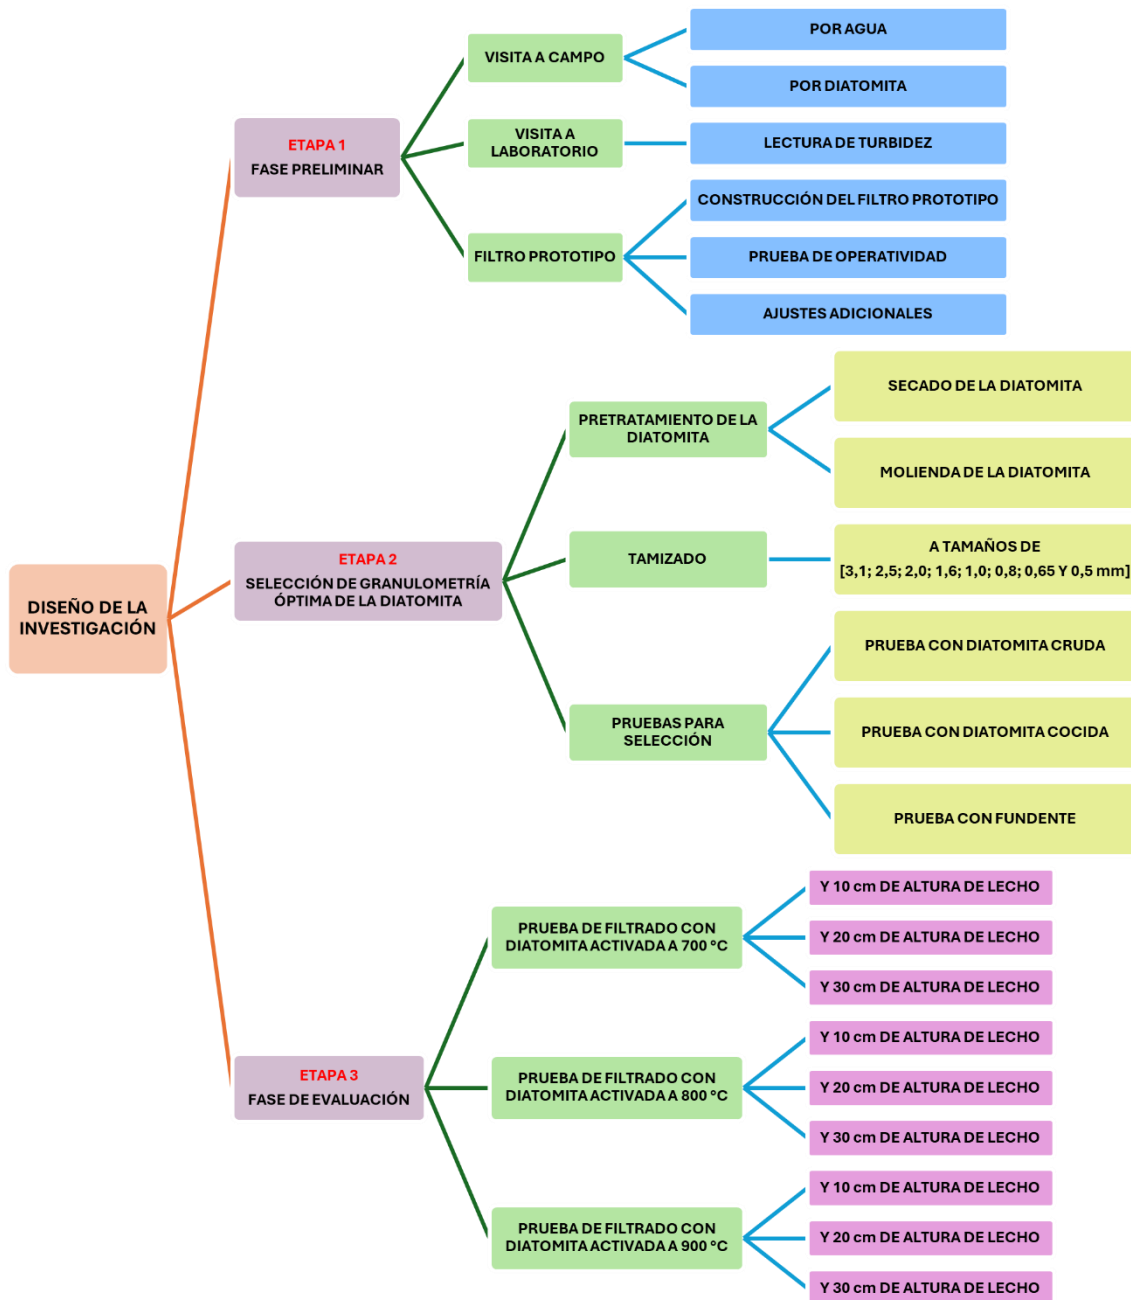 DISEÑO DE LA
INVESTIGACIÓN
ETAPA 1
FASE PRELIMINAR
VISITA A CAMPO
POR AGUA
POR DIATOMITA
VISITA A
LABORATORIO
LECTURA DE TURBIDEZ
FILTRO PROTOTIPO
CONSTRUCCIÓN DEL FILTRO PROTOTIPO
PRUEBA DE OPERATIVIDAD
AJUSTES ADICIONALES
ETAPA 2
SELECCIÓN DE GRANULOMETRÍA
ÓPTIMA DE LA DIATOMITA
PRETRATAMIENTO DE LA
DIATOMITA
SECADO DE LA DIATOMITA
MOLIENDA DE LA DIATOMITA
TAMIZADO
A TAMAÑOS DE
[3,1; 2,5; 2,0; 1,6; 1,0; 0,8; 0,65 Y 0,5 mm]
PRUEBAS PARA
SELECCIÓN
PRUEBA CON DIATOMITA CRUDA
PRUEBA CON DIATOMITA COCIDA
PRUEBA CON FUNDENTE
ETAPA 3
FASE DE EVALUACIÓN
PRUEBA DE FILTRADO CON
DIATOMITA ACTIVADA A 700 °C
Y 10 cm DE ALTURA DE LECHO
Y 20 cm DE ALTURA DE LECHO
Y 30 cm DE ALTURA DE LECHO
PRUEBA DE FILTRADO CON
DIATOMITA ACTIVADA A 800 °C
Y 10 cm DE ALTURA DE LECHO
Y 20 cm DE ALTURA DE LECHO
Y 30 cm DE ALTURA DE LECHO
PRUEBA DE FILTRADO CON
DIATOMITA ACTIVADA A 900 °C
Y 10 cm DE ALTURA DE LECHO
Y 20 cm DE ALTURA DE LECHO
Y 30 cm DE ALTURA DE LECHO